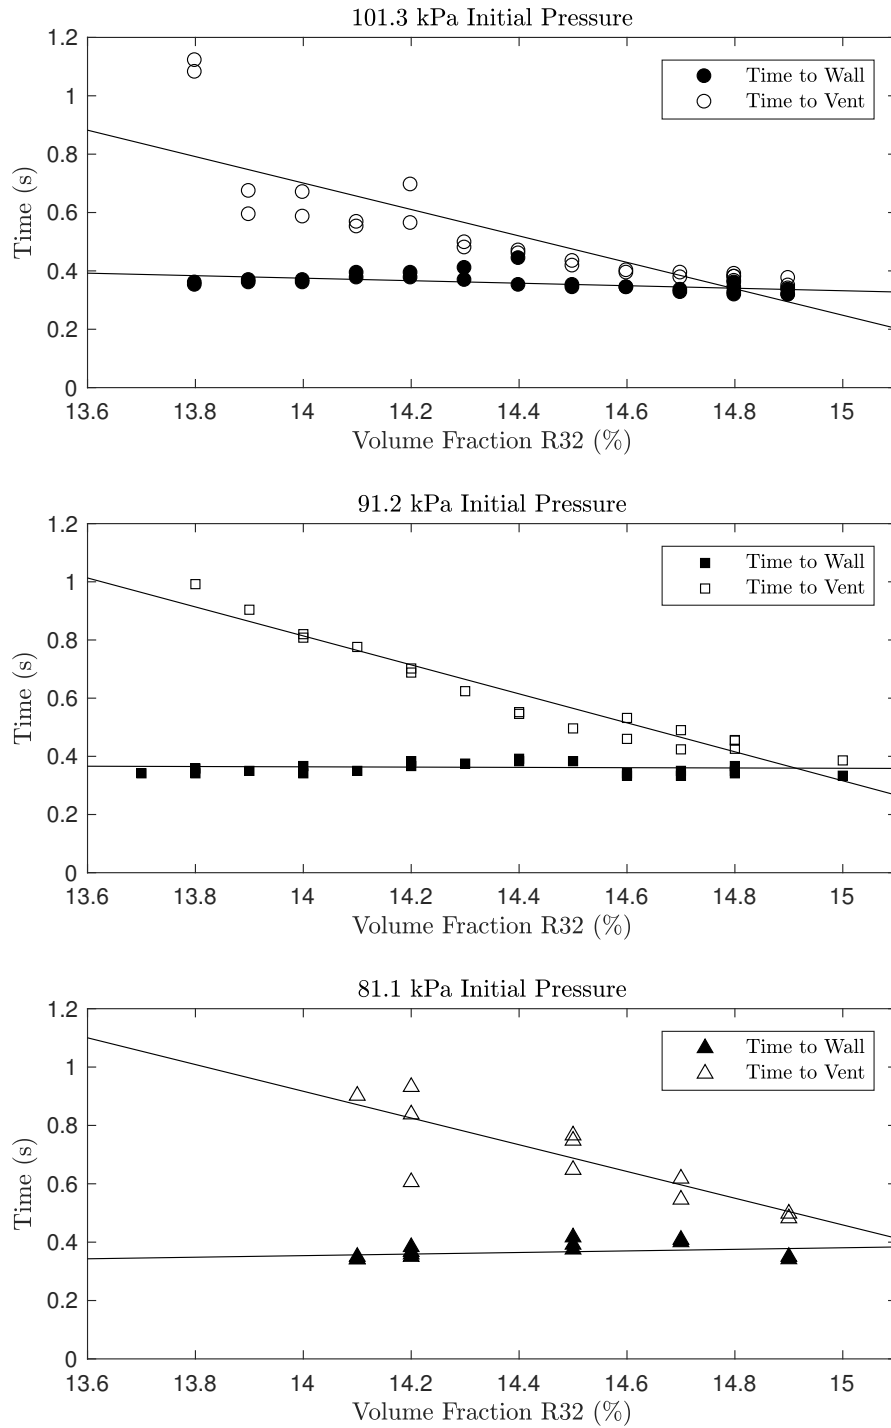 101.3 kPa Initial Pressure
1.2
1
0.8
0.6
0.4
0.2
0
Time (s)
Time to Wall
Time to Vent
13.6 13.8 14 14.2 14.4 14.6 14.8 15
Volume Fraction R32 (%)
91.2 kPa Initial Pressure
1.2
1
0.8
0.6
0.4
0.2
0
Time (s)
Time to Wall
Time to Vent
13.6 13.8 14 14.2 14.4 14.6 14.8 15
Volume Fraction R32 (%)
81.1 kPa Initial Pressure
1.2
1
0.8
0.6
0.4
0.2
0
Time (s)
Time to Wall
Time to Vent
13.6 13.8 14 14.2 14.4 14.6 14.8 15
Volume Fraction R32 (%)